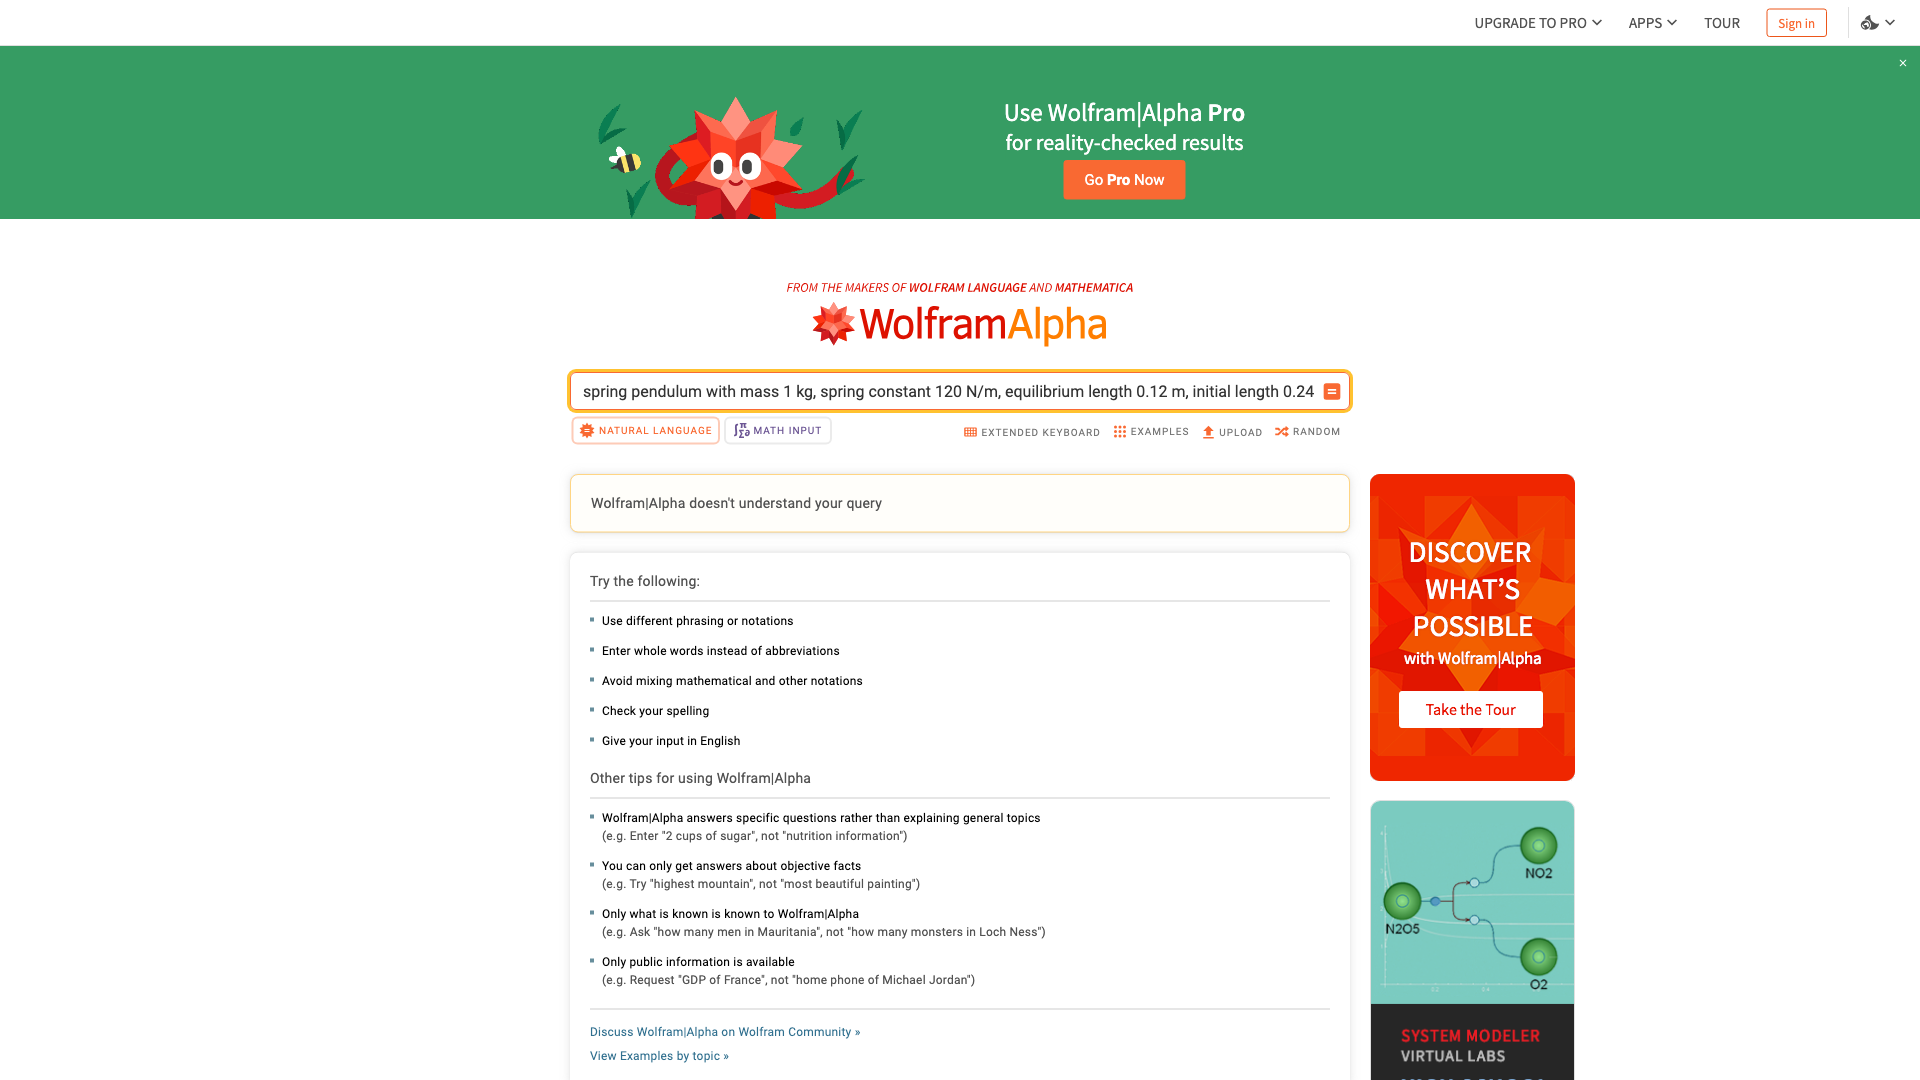 UPGRADE TO PRO
APPS
TOUR
Sign in
Use Wolfram|Alpha Pro
for reality-checked results
Go Pro Now
FROM THE MAKERS OF WOLFRAM LANGUAGE AND MATHEMATICA
WolframAlpha
spring pendulum with mass 1 kg, spring constant 120 N/m, equilibrium length 0.12 m, initial length 0.24
NATURAL LANGUAGE
MATH INPUT
EXTENDED KEYBOARD
EXAMPLES
UPLOAD
RANDOM
Wolfram|Alpha doesn't understand your query
Try the following:
Use different phrasing or notations
Enter whole words instead of abbreviations
Avoid mixing mathematical and other notations
Check your spelling
Give your input in English
Other tips for using Wolfram|Alpha
Wolfram|Alpha answers specific questions rather than explaining general topics
(e.g. Enter "2 cups of sugar", not "nutrition information")
You can only get answers about objective facts
(e.g. Try "highest mountain", not "most beautiful painting")
Only what is known is known to Wolfram|Alpha
(e.g. Ask "how many men in Mauritania", not "how many monsters in Loch Ness")
Only public information is available
(e.g. Request "GDP of France", not "home phone of Michael Jordan")
Discuss Wolfram|Alpha on Wolfram Community »
View Examples by topic »
DISCOVER
WHAT'S
POSSIBLE
with Wolfram|Alpha
Take the Tour
NO2
N2O5
O2
SYSTEM MODELER
VIRTUAL LABS